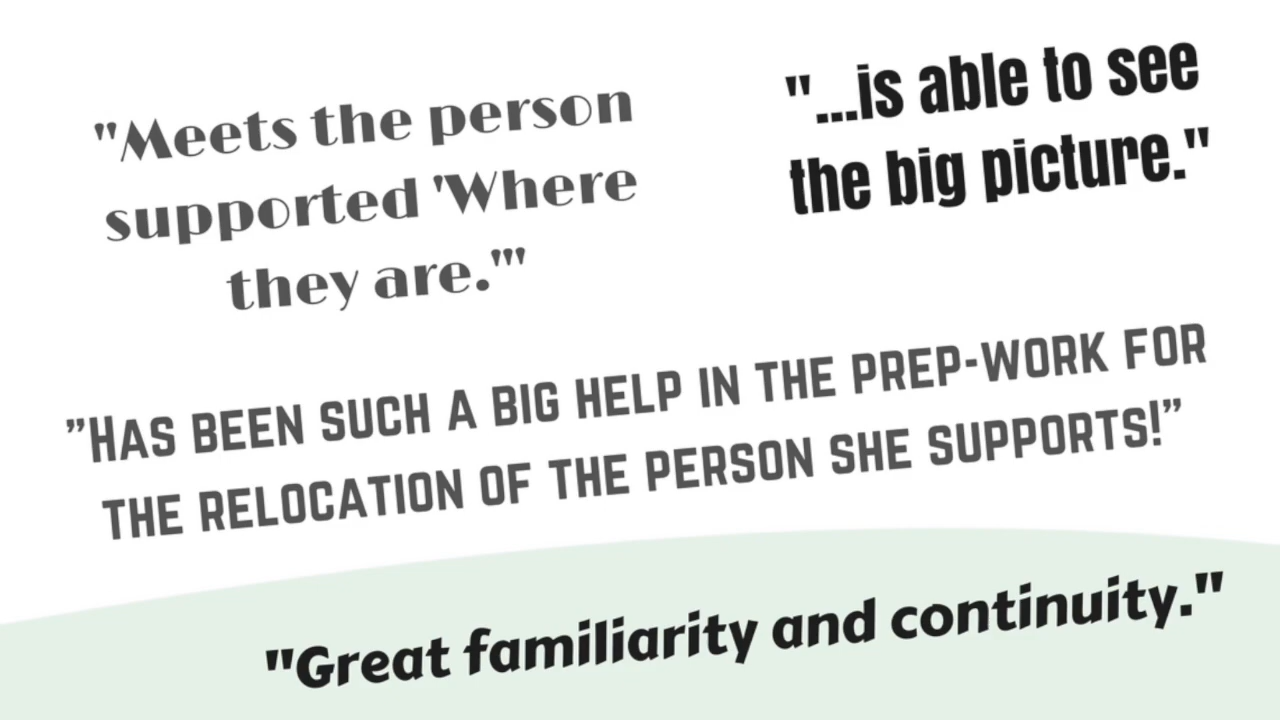 "Meets the person
supported 'Where
they are.'"
"...is able to see
the big picture."
"Has been such a big help in the prep-work for
the relocation of the person she supports!"
"Great familiarity and continuity."